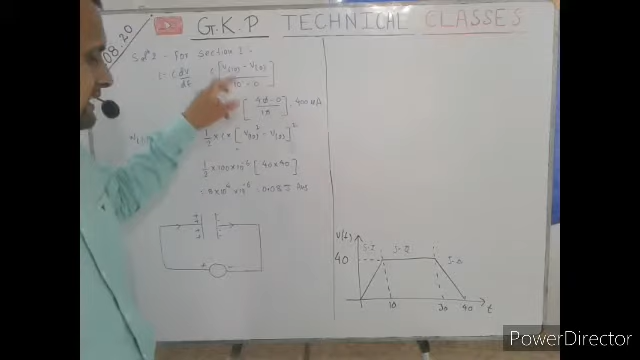 G.K.P TECHNICAL CLASSES
08.20
Solⁿ 2 - for Section I -
i = C dv/dt C [V(10) - V(0) / 10 - 0]
[40-0 / 10] 400 μA
1/2 × C × [V(10)² - V(0)]²
1/2 × 100×10⁻⁶ [40×40]
= 8×10⁴ ×10⁻⁶ = 0.08 J Ans
V(t)
S-I S-II S-III
40
10 30 40 t
PowerDirector